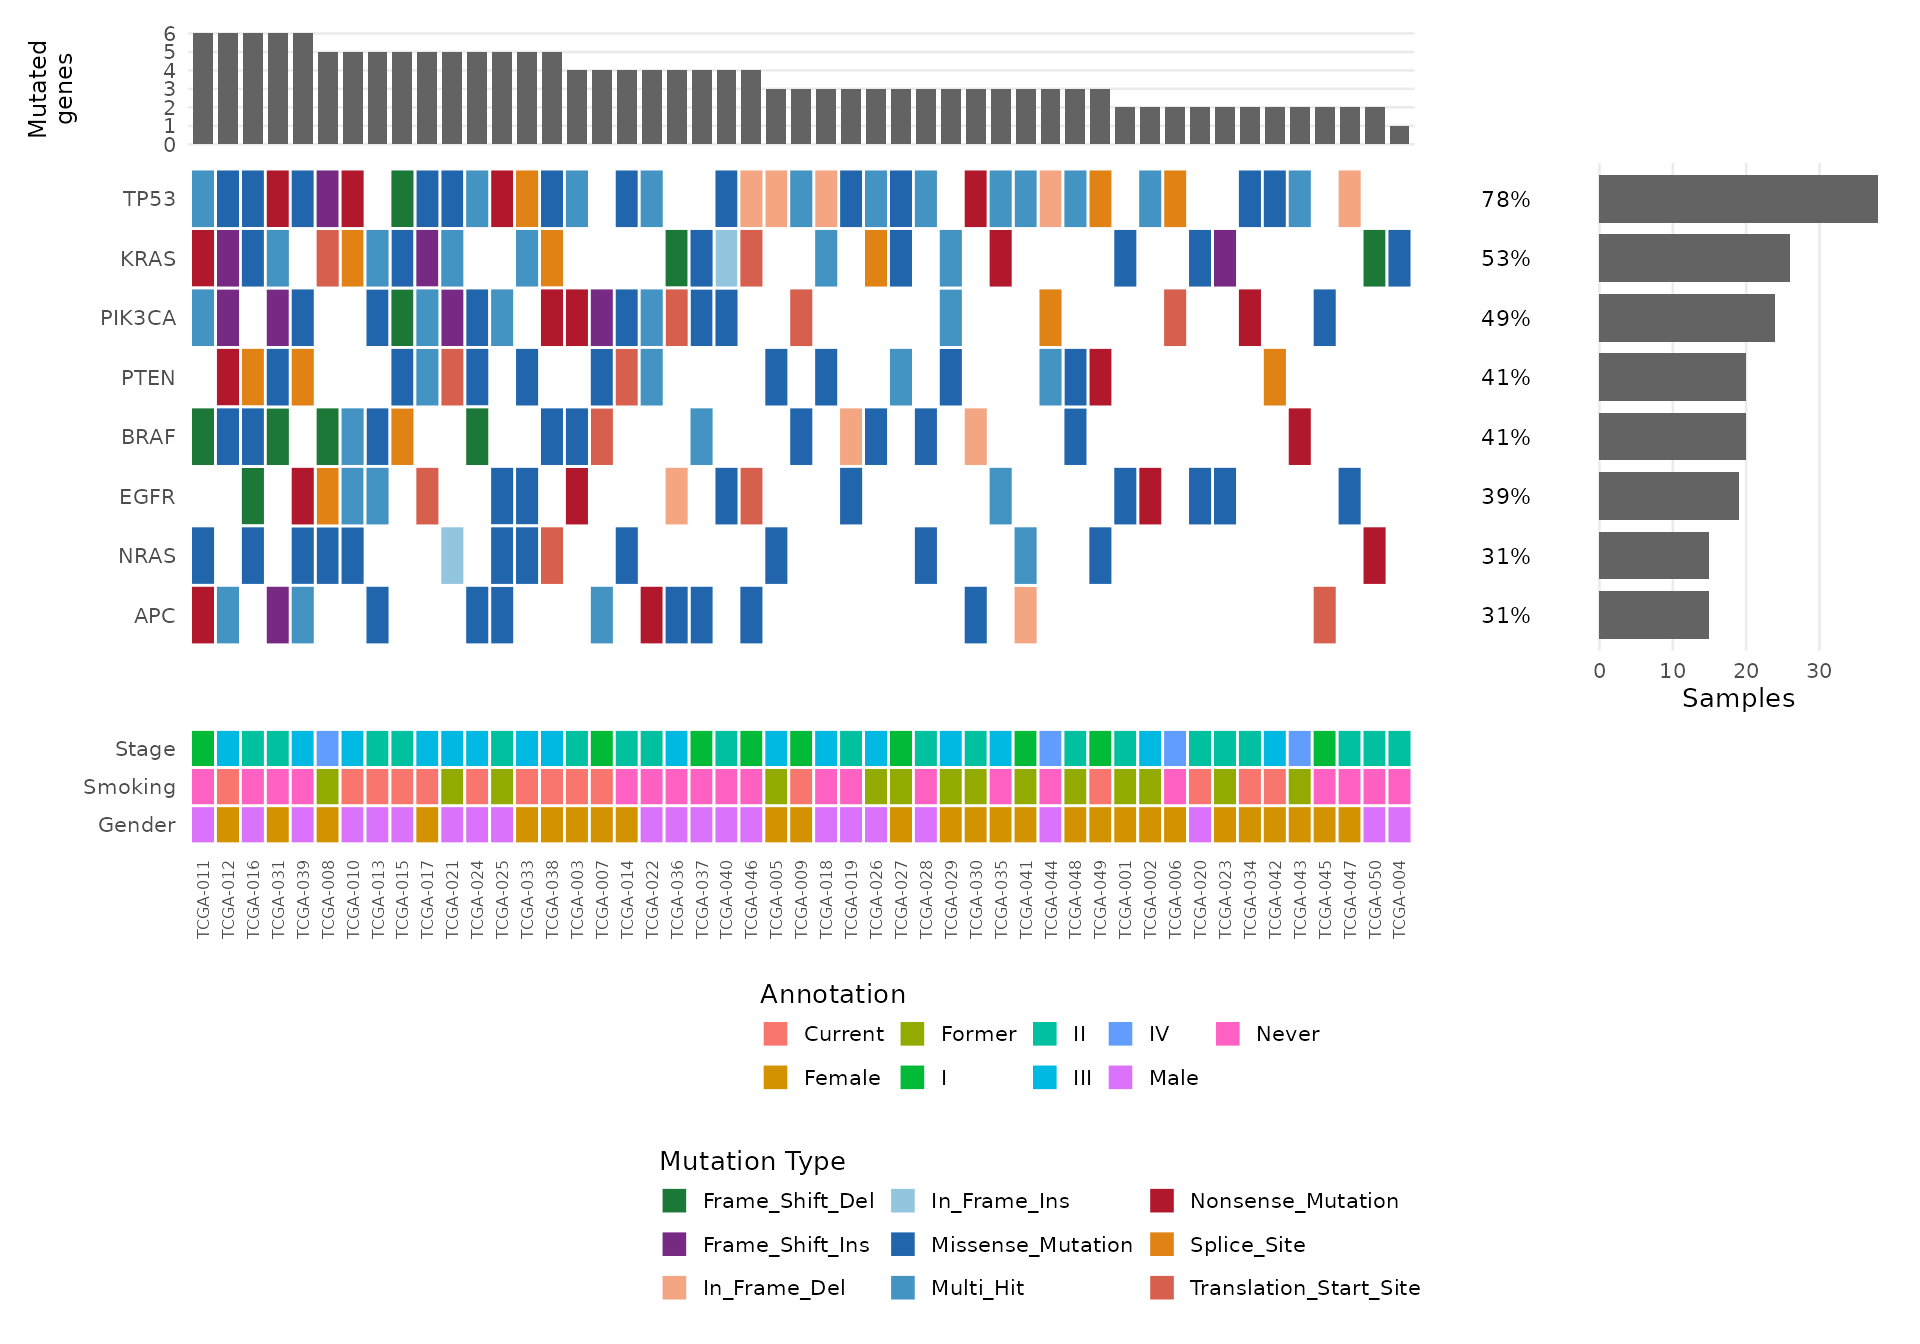 Mutated
genes
6
5
4
3
2
1
0
TP53
78%
KRAS
53%
PIK3CA
49%
PTEN
41%
BRAF
41%
EGFR
39%
NRAS
31%
APC
31%
0 10 20 30
Samples
Stage
Smoking
Gender
TCGA-011
TCGA-012
TCGA-016
TCGA-031
TCGA-039
TCGA-008
TCGA-010
TCGA-013
TCGA-015
TCGA-017
TCGA-021
TCGA-024
TCGA-025
TCGA-033
TCGA-038
TCGA-003
TCGA-007
TCGA-014
TCGA-022
TCGA-036
TCGA-037
TCGA-040
TCGA-046
TCGA-005
TCGA-009
TCGA-018
TCGA-019
TCGA-026
TCGA-027
TCGA-028
TCGA-029
TCGA-030
TCGA-035
TCGA-041
TCGA-044
TCGA-048
TCGA-049
TCGA-001
TCGA-002
TCGA-006
TCGA-020
TCGA-023
TCGA-034
TCGA-042
TCGA-043
TCGA-045
TCGA-047
TCGA-050
TCGA-004
Annotation
Current Former II IV Never
Female I III Male
Mutation Type
Frame_Shift_Del In_Frame_Ins Nonsense_Mutation
Frame_Shift_Ins Missense_Mutation Splice_Site
In_Frame_Del Multi_Hit Translation_Start_Site